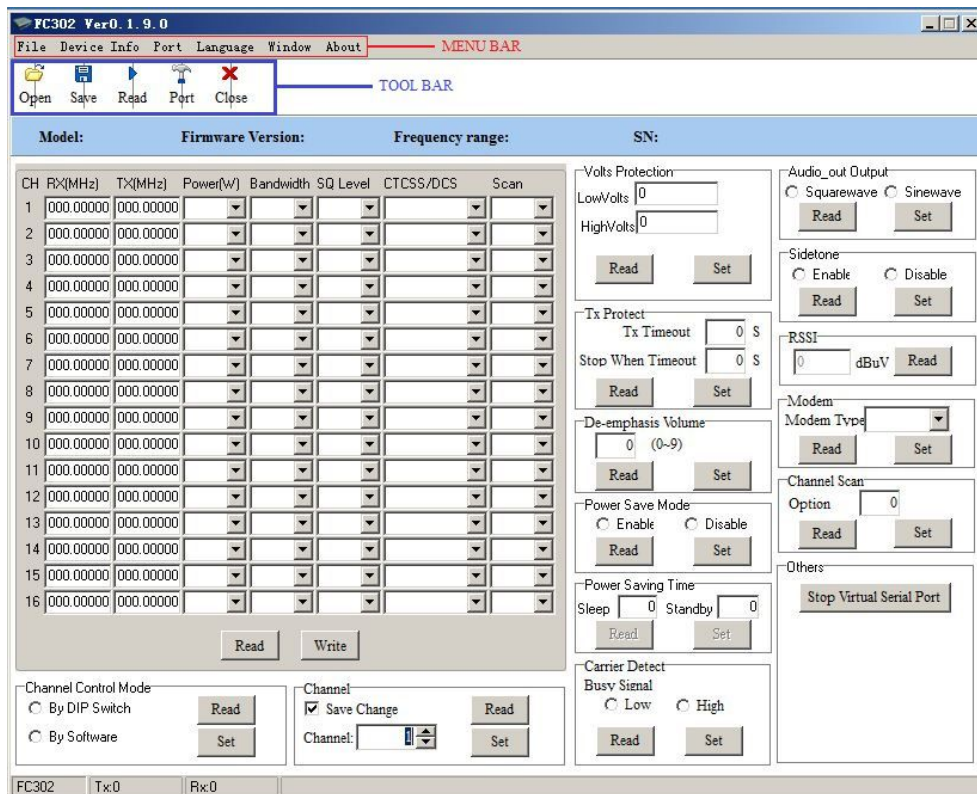 FC302 Ver0.1.9.0
File Device Info Port Language Window About
MENU BAR
Open Save Read Port Close
TOOL BAR
Model: Firmware Version: Frequency range: SN:
CH RX(MHz) TX(MHz) Power(W) Bandwidth SQ Level CTCSS/DCS Scan
1 000.00000 000.00000
2 000.00000 000.00000
3 000.00000 000.00000
4 000.00000 000.00000
5 000.00000 000.00000
6 000.00000 000.00000
7 000.00000 000.00000
8 000.00000 000.00000
9 000.00000 000.00000
10 000.00000 000.00000
11 000.00000 000.00000
12 000.00000 000.00000
13 000.00000 000.00000
14 000.00000 000.00000
15 000.00000 000.00000
16 000.00000 000.00000
Read Write
Channel Control Mode
By DIP Switch Read
By Software Set
Channel
Save Change Read
Channel: 1 Set
Volts Protection
LowVolts 0
HighVolts 0
Read Set
Tx Protect
Tx Timeout 0 S
Stop When Timeout 0 S
Read Set
De-emphasis Volume
0 (0~9)
Read Set
Power Save Mode
Enable Disable
Read Set
Power Saving Time
Sleep 0 Standby 0
Read Set
Carrier Detect
Busy Signal
Low High
Read Set
Audio_out Output
Squarewave Sinewave
Read Set
Sidetone
Enable Disable
Read Set
RSSI
0 dBuV Read
Modem
Modem Type
Read Set
Channel Scan
Option 0
Read Set
Others
Stop Virtual Serial Port
FC302 Tx:0 Rx:0